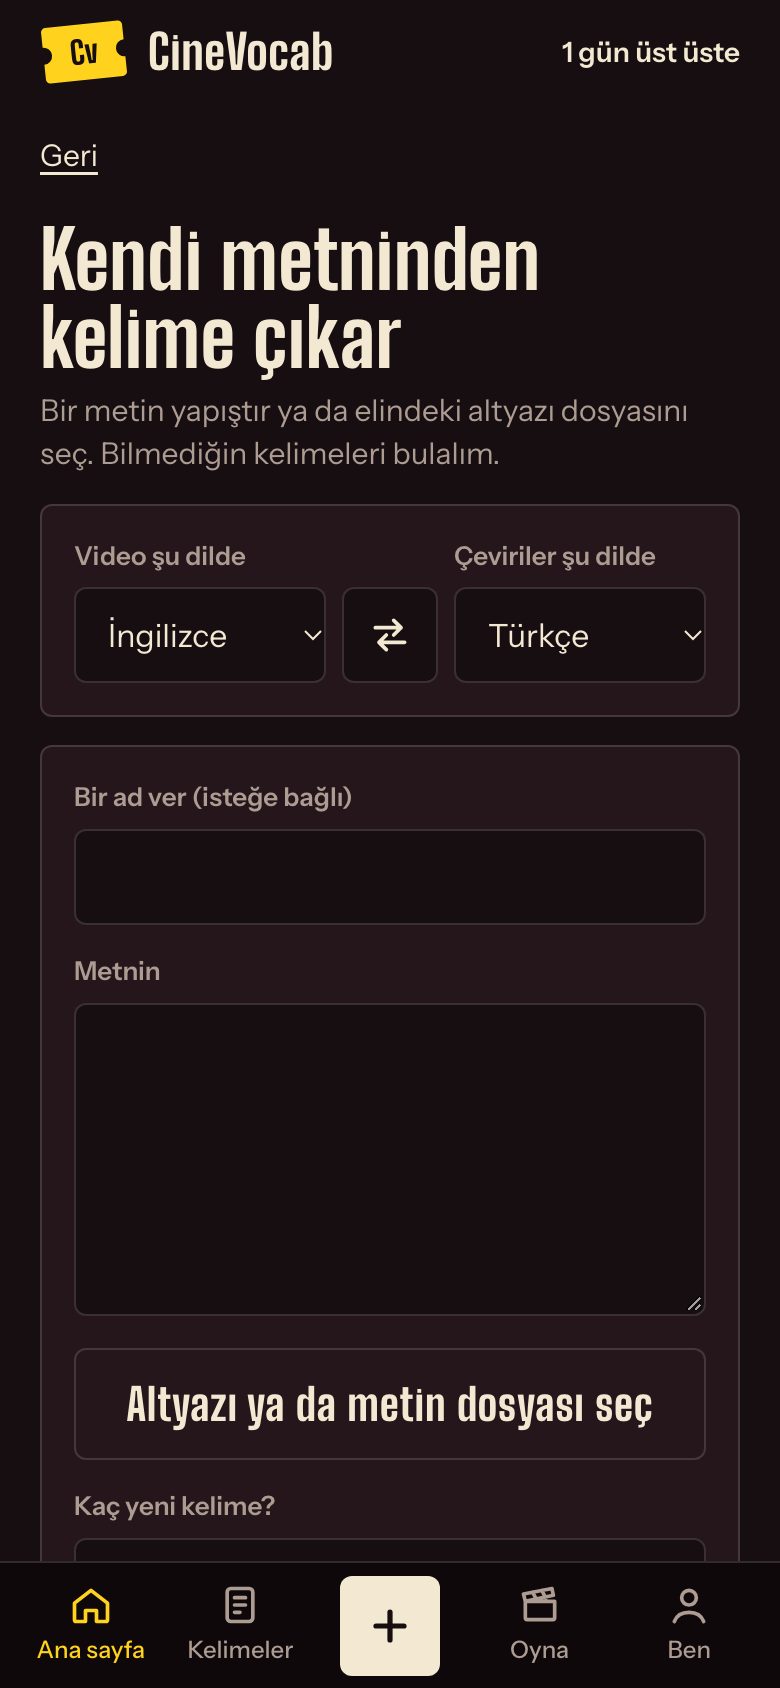 Cv CineVocab
1 gün üst üste
Geri
Kendi metninden
kelime çıkar
Bir metin yapıştır ya da elindeki altyazı dosyasını
seç. Bilmediğin kelimeleri bulalım.
Video şu dilde
Çeviriler şu dilde
İngilizce
Türkçe
Bir ad ver (isteğe bağlı)
Metnin
Altyazı ya da metin dosyası seç
Kaç yeni kelime?
Ana sayfa
Kelimeler
Oyna
Ben